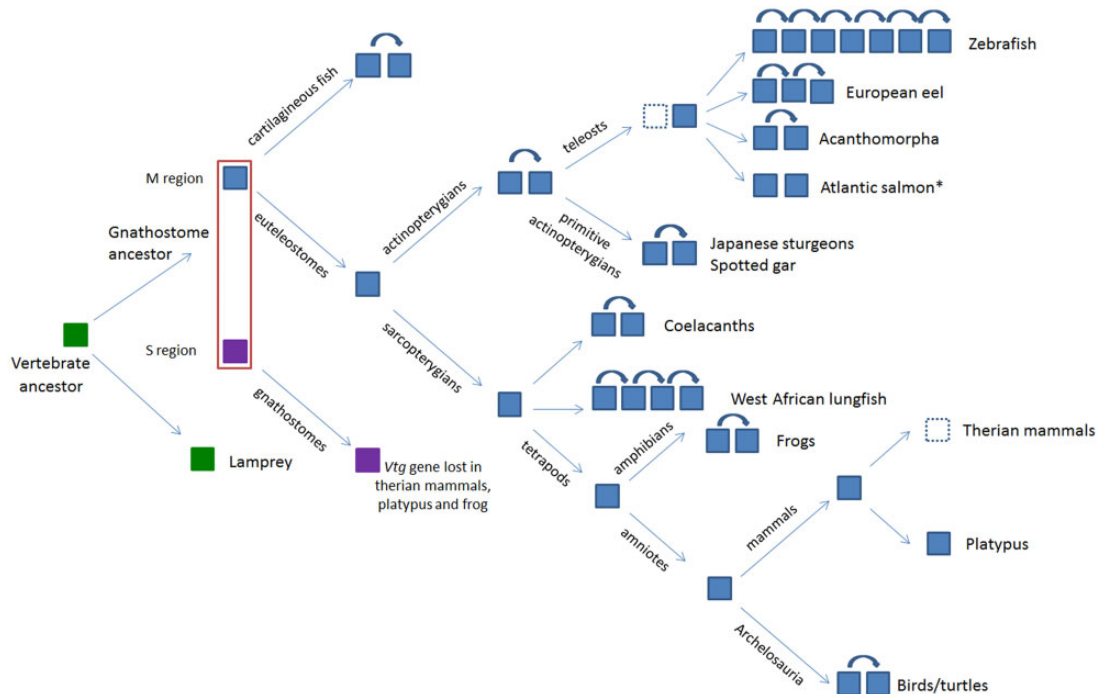 Zebrafish
cartilagineous fish
European eel
teleosts
Acanthomorpha
M region
Atlantic salmon*
actinopterygians
Gnathostome
ancestor
euteleostomes
primitive
actinopterygians
Japanese sturgeons
Spotted gar
Coelacanths
sarcopterygians
S region
Vertebrate
ancestor
gnathostomes
West African lungfish
amphibians
Frogs
Therian mammals
tetrapods
Lamprey
Vtg gene lost in
therian mammals,
platypus and frog
mammals
amniotes
Platypus
Archelosauria
Birds/turtles